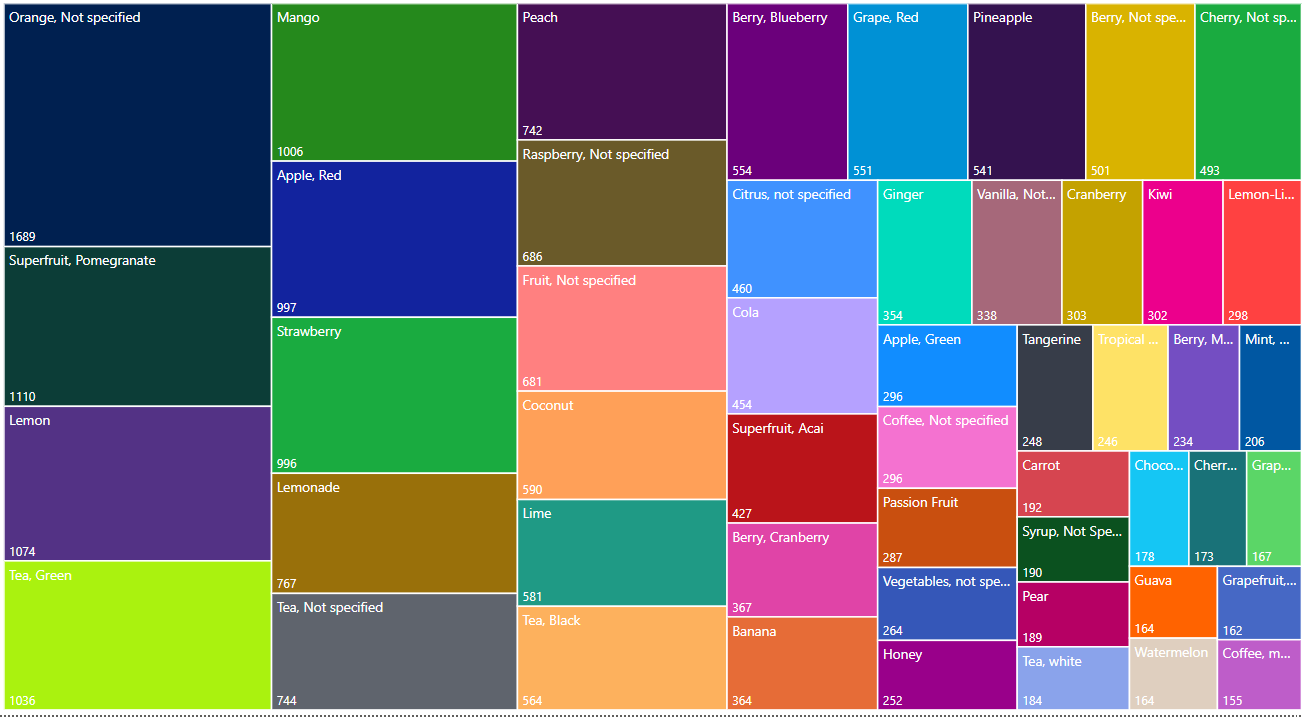 Orange, Not specified
1689
Superfruit, Pomegranate
1110
Lemon
1074
Tea, Green
1036
Mango
1006
Apple, Red
997
Strawberry
996
Lemonade
767
Tea, Not specified
744
Peach
742
Raspberry, Not specified
686
Fruit, Not specified
681
Coconut
590
Lime
581
Tea, Black
564
Berry, Blueberry
554
Grape, Red
551
Pineapple
541
Berry, Not spe...
501
Cherry, Not sp...
493
Citrus, not specified
460
Cola
454
Superfruit, Acai
427
Berry, Cranberry
367
Banana
364
Ginger
354
Vanilla, Not...
338
Cranberry
303
Kiwi
302
Lemon-Li...
298
Apple, Green
296
Coffee, Not specified
296
Passion Fruit
287
Vegetables, not spe...
264
Honey
252
Tangerine
248
Tropical ...
246
Berry, M...
234
Mint, ...
206
Carrot
192
Syrup, Not Spe...
190
Pear
189
Tea, white
184
Choco...
178
Cherr...
173
Grap...
167
Guava
164
Watermelon
164
Grapefruit,...
162
Coffee, m...
155